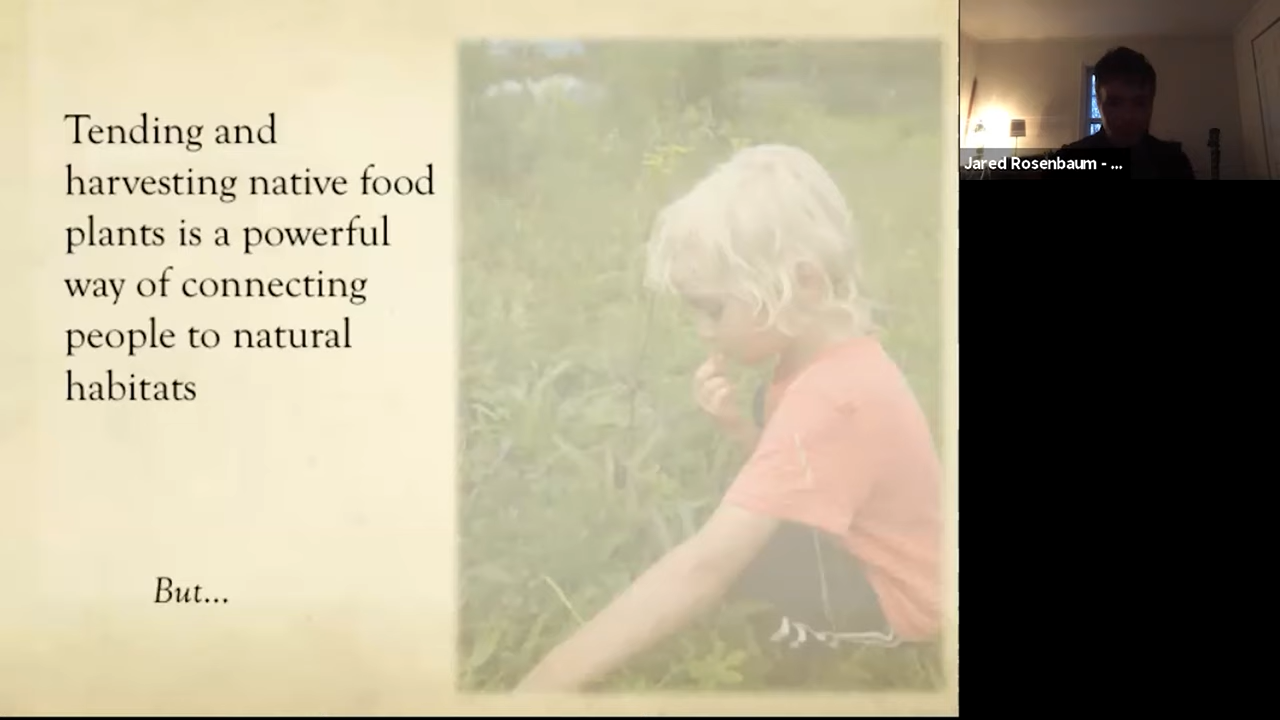 Tending and
harvesting native food
plants is a powerful
way of connecting
people to natural
habitats
But...
Jared Rosenbaum - ...